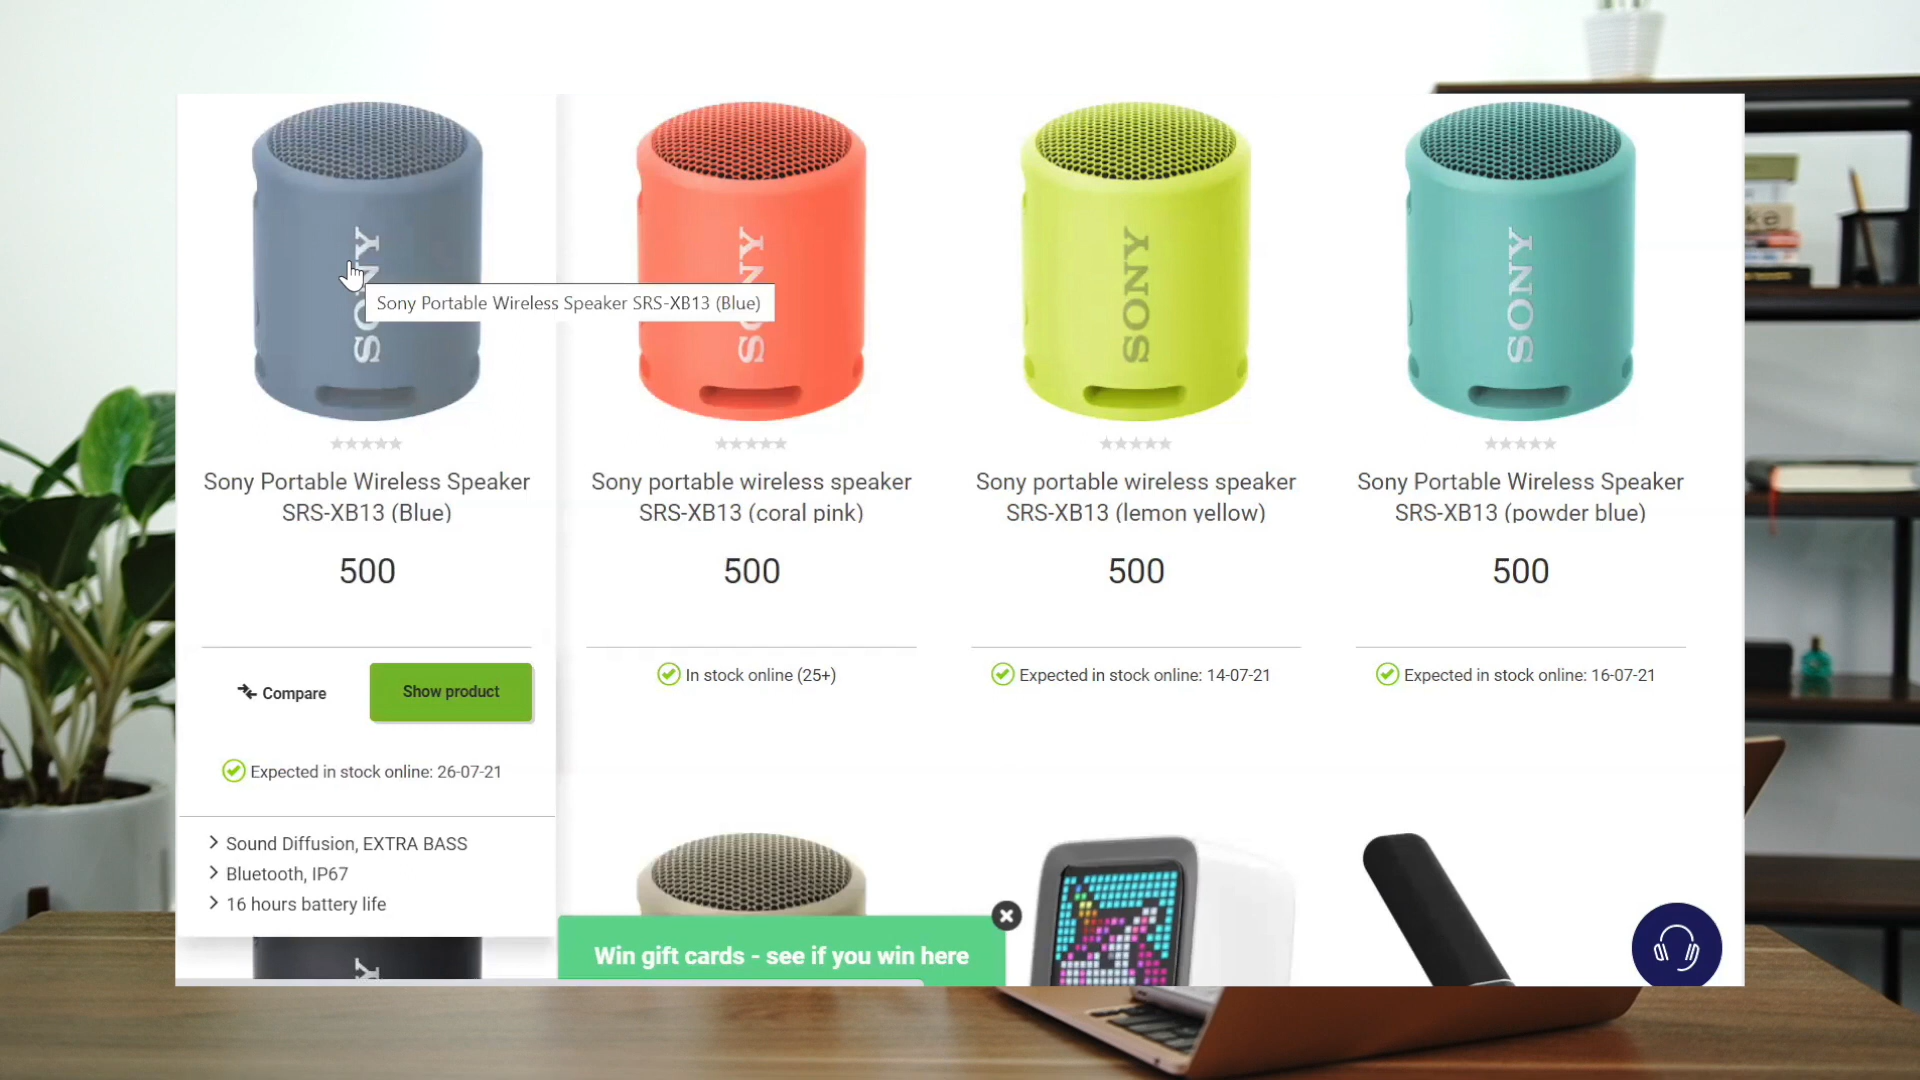 SONY
SONY
SONY
SONY
Sony Portable Wireless Speaker SRS-XB13 (Blue)
Sony Portable Wireless Speaker
SRS-XB13 (Blue)
500
Compare
Show product
Expected in stock online: 26-07-21
Sound Diffusion, EXTRA BASS
Bluetooth, IP67
16 hours battery life
Sony portable wireless speaker
SRS-XB13 (coral pink)
500
In stock online (25+)
Sony portable wireless speaker
SRS-XB13 (lemon yellow)
500
Expected in stock online: 14-07-21
Sony Portable Wireless Speaker
SRS-XB13 (powder blue)
500
Expected in stock online: 16-07-21
Y
Win gift cards - see if you win here